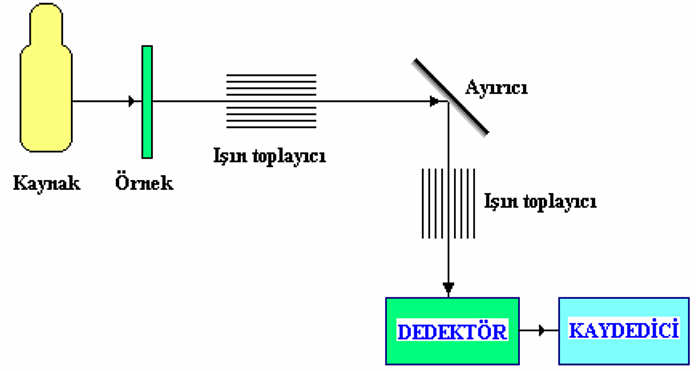 Ayırıcı
Işın toplayıcı
Kaynak
Örnek
Işın toplayıcı
DEDEKTÖR
KAYDEDİCİ